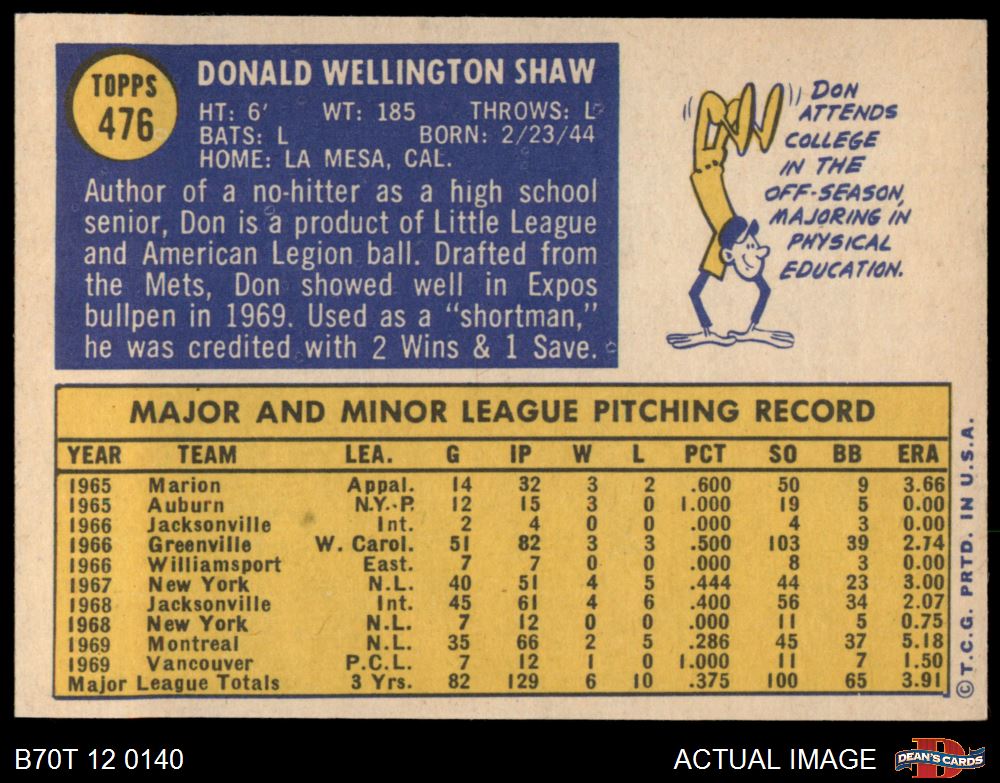 TOPPS
476
DONALD WELLINGTON SHAW
HT: 6' WT: 185 THROWS: L
BATS: L BORN: 2/23/44
HOME: LA MESA, CAL.
Author of a no-hitter as a high school
senior, Don is a product of Little League
and American Legion ball. Drafted from
the Mets, Don showed well in Expos
bullpen in 1969. Used as a "shortman,"
he was credited with 2 Wins & 1 Save.
DON
ATTENDS
COLLEGE
IN THE
OFF-SEASON,
MAJORING IN
PHYSICAL
EDUCATION.
MAJOR AND MINOR LEAGUE PITCHING RECORD
YEAR TEAM LEA. G IP W L PCT SO BB ERA
1965 Marion Appal. 14 32 3 2 .600 50 9 3.66
1965 Auburn N.Y.-P. 12 15 3 0 1.000 19 5 0.00
1966 Jacksonville Int. 2 4 0 0 .000 4 3 0.00
1966 Greenville W. Carol. 51 82 3 3 .500 103 39 2.74
1966 Williamsport East. 7 7 0 0 .000 8 3 0.00
1967 New York N.L. 40 51 4 5 .444 44 23 3.00
1968 Jacksonville Int. 45 61 4 6 .400 56 34 2.07
1968 New York N.L. 7 12 0 0 .000 11 5 0.75
1969 Montreal N.L. 35 66 2 5 .286 45 37 5.18
1969 Vancouver P.C.L. 7 12 1 0 1.000 11 7 1.50
Major League Totals 3 Yrs. 82 129 6 10 .375 100 65 3.91
© T.C.G. PRTD. IN U.S.A.
B70T 12 0140
ACTUAL IMAGE
D
DEAN'S CARDS